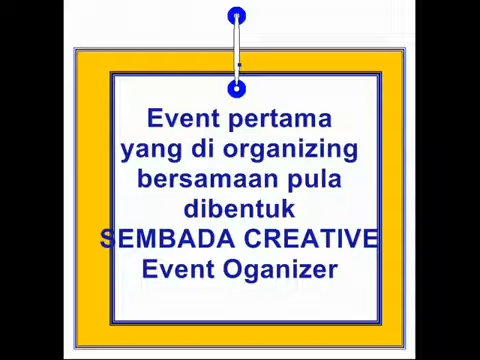 Event pertama
yang di organizing
bersamaan pula
dibentuk
SEMBADA CREATIVE
Event Oganizer